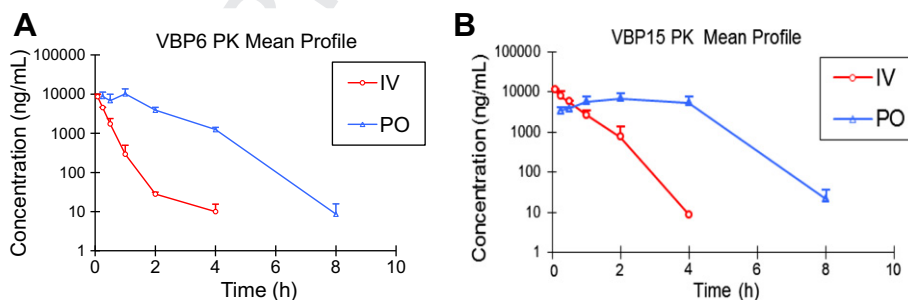 A
VBP6 PK Mean Profile
Concentration (ng/mL)
100000
10000
1000
100
10
1
0 2 4 6 8 10
Time (h)
IV
PO
B
VBP15 PK Mean Profile
Concentration (ng/mL)
100000
10000
1000
100
10
1
0 2 4 6 8 10
Time (h)
IV
PO